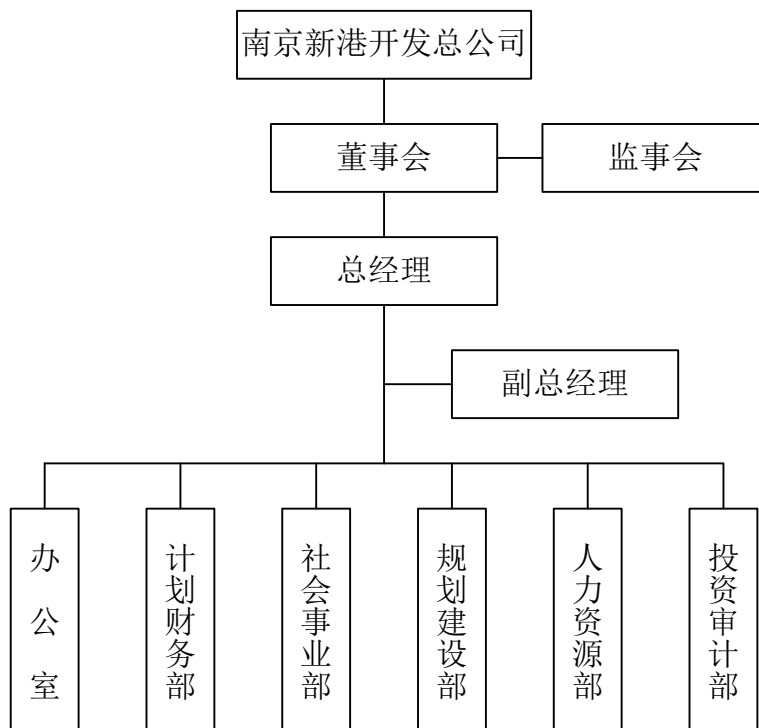 南京新港开发总公司
董事会
监事会
总经理
副总经理
办公室
计划财务部
社会事业部
规划建设部
人力资源部
投资审计部